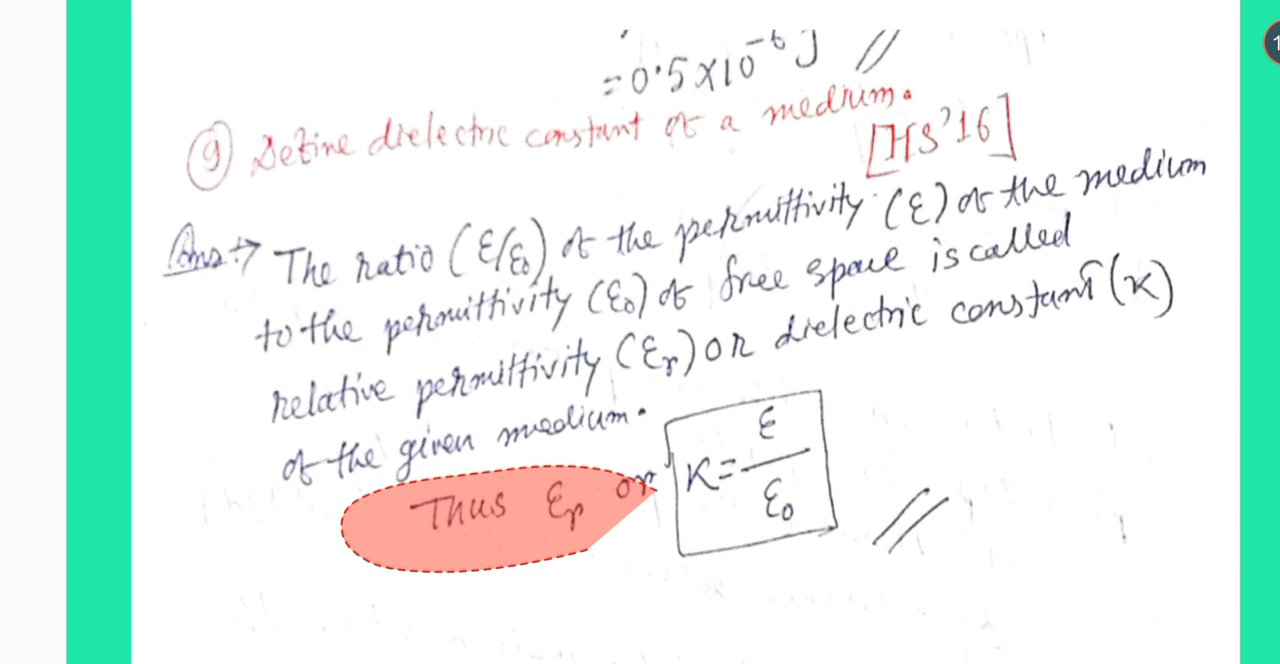 = 0.5 X 10⁻⁶ J //
⑨ Define dielectric constant of a medium.
[HS'16]
Ans:→ The ratio (ε/ε₀) of the permittivity (ε) of the medium
to the permittivity (ε₀) of free space is called
relative permittivity (εᵣ) or dielectric constant (K)
of the given medium.
Thus εᵣ or K = ε/ε₀ //
1